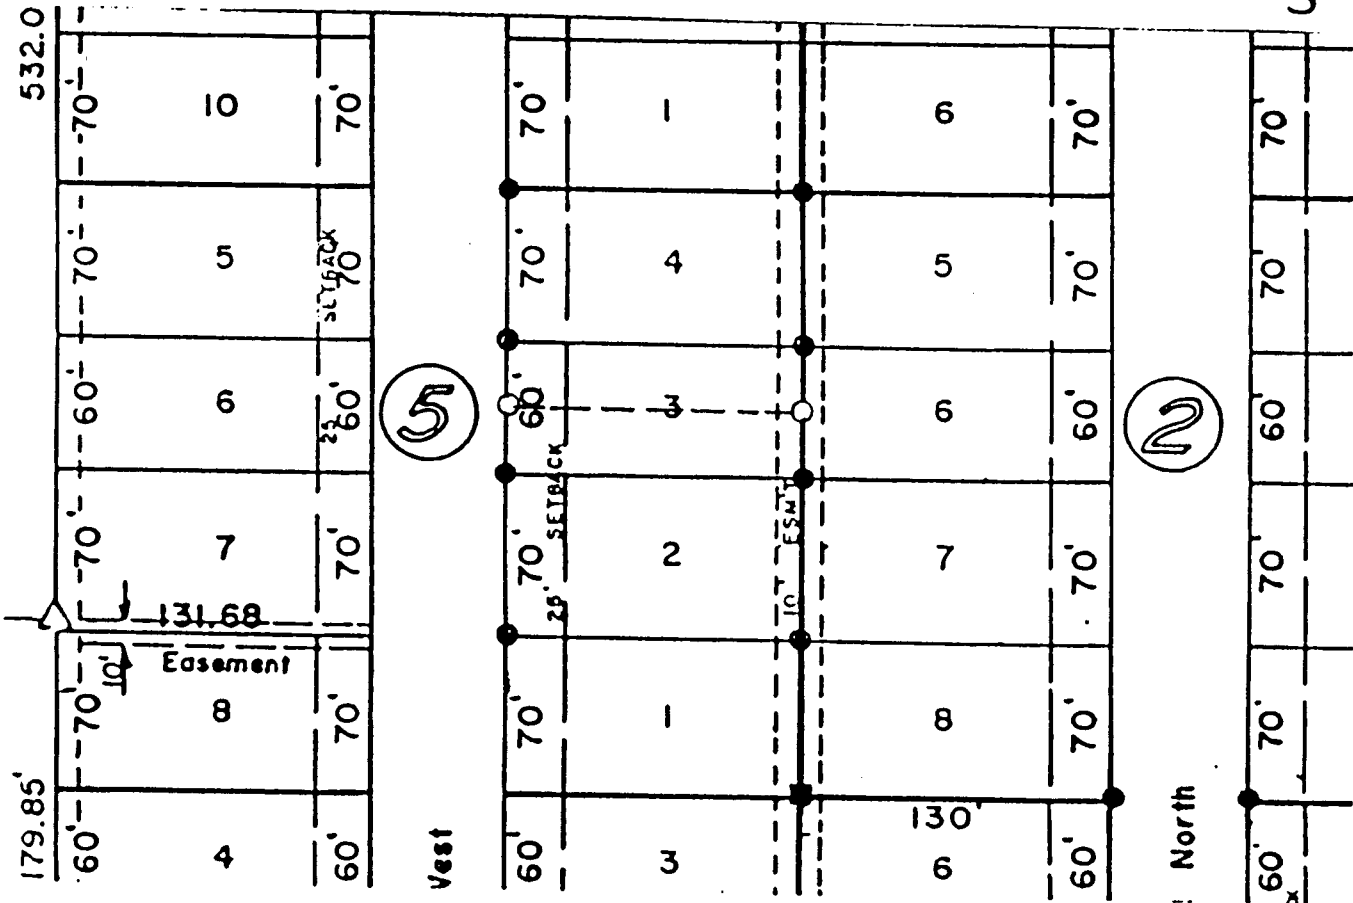 532.0
70' 10 70' 70' 1 6 70' 70'
70' 5 SETBACK 70' 70' 4 5 70' 70'
60' 6 25 60' 5 60' 3 6 60' 2 60'
SETBACK
70' 7 70' 70' 2 ESM'T 7 70' 70'
25' 10'
131.68
10' Easement
70' 8 70' 70' 1 8 70' 70'
130'
179.85' 60' 4 60' Vest 60' 3 6 60' North 60'